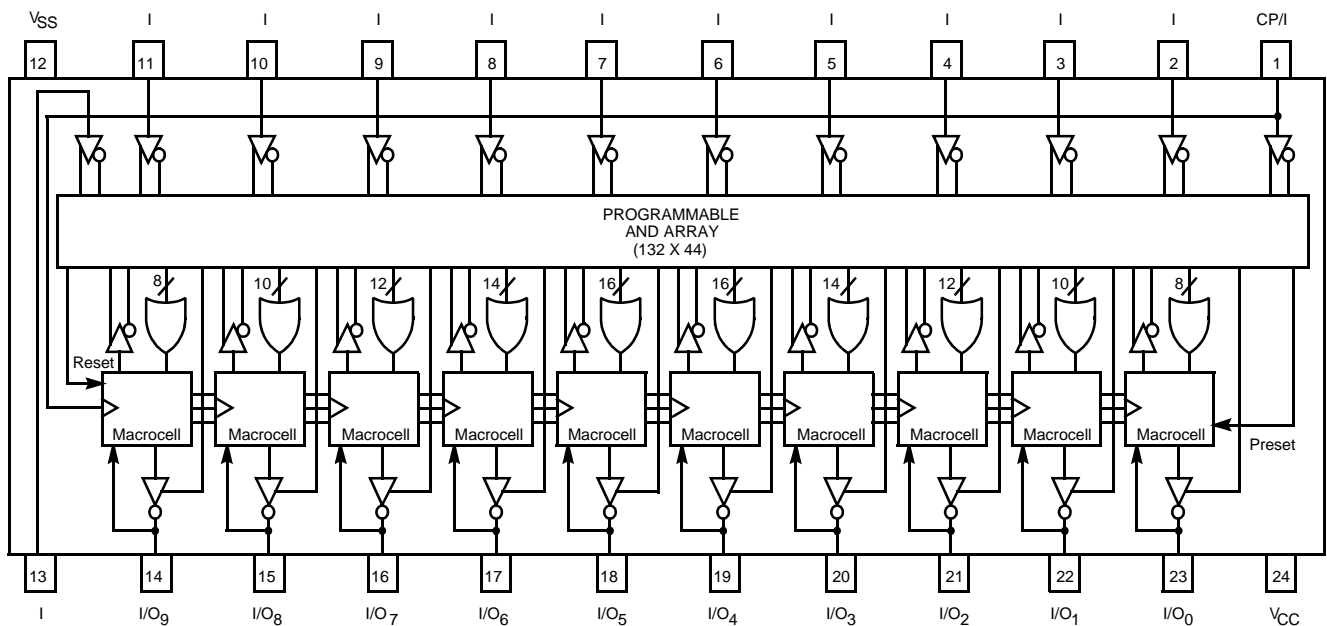 VSS I I I I I I I I I I CP/I
12 11 10 9 8 7 6 5 4 3 2 1
PROGRAMMABLE
AND ARRAY
(132 X 44)
8 10 12 14 16 16 14 12 10 8
Reset
Macrocell Macrocell Macrocell Macrocell Macrocell Macrocell Macrocell Macrocell Macrocell Macrocell
Preset
13 14 15 16 17 18 19 20 21 22 23 24
I I/O9 I/O8 I/O7 I/O6 I/O5 I/O4 I/O3 I/O2 I/O1 I/O0 VCC